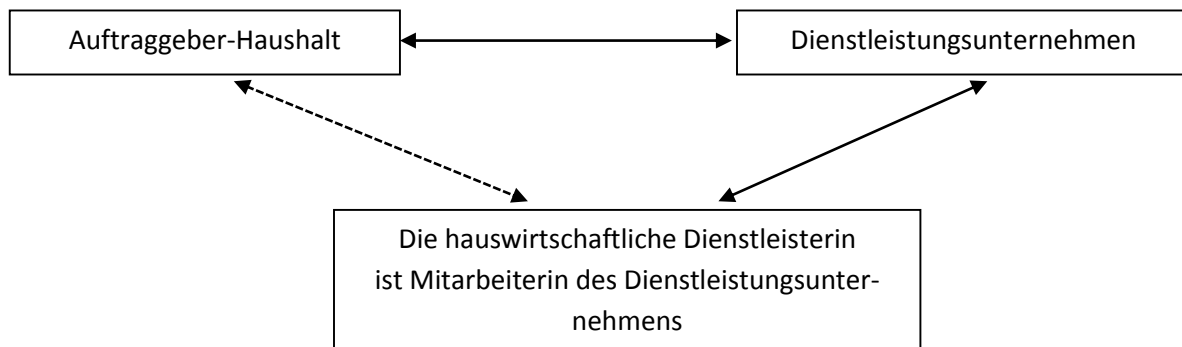 Auftraggeber-Haushalt
Dienstleistungsunternehmen
Die hauswirtschaftliche Dienstleisterin
ist Mitarbeiterin des Dienstleistungsunter-
nehmens